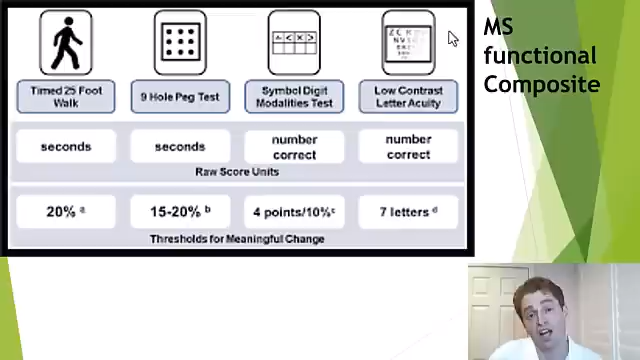 MS
functional
Composite
Timed 25 Foot
Walk
9 Hole Peg Test
Symbol Digit
Modalities Test
Low Contrast
Letter Acuity
seconds
seconds
number
correct
number
correct
Raw Score Units
20% a
15-20% b
4 points/10% c
7 letters d
Thresholds for Meaningful Change